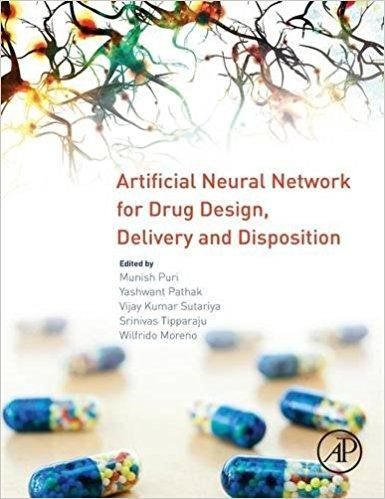 Artificial Neural Network
for Drug Design,
Delivery and Disposition
Edited by
Munish Puri
Yashwant Pathak
Vijay Kumar Sutariya
Srinivas Tipparaju
Wilfrido Moreno
AP